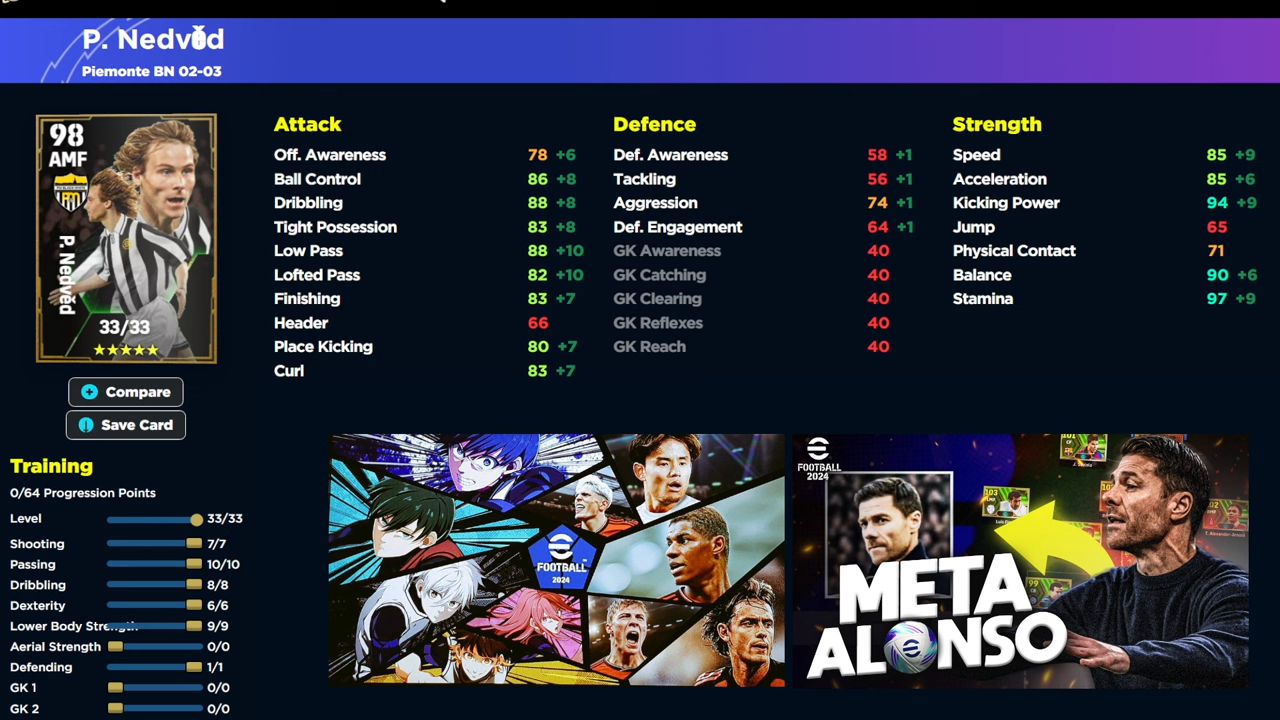 P. Nedvěd
Piemonte BN 02-03
98
AMF
P. Nedvěd
33/33
Compare
Save Card
Attack
Off. Awareness 78 +6
Ball Control 86 +8
Dribbling 88 +8
Tight Possession 83 +8
Low Pass 88 +10
Lofted Pass 82 +10
Finishing 83 +7
Header 66
Place Kicking 80 +7
Curl 83 +7
Defence
Def. Awareness 58 +1
Tackling 56 +1
Aggression 74 +1
Def. Engagement 64 +1
GK Awareness 40
GK Catching 40
GK Clearing 40
GK Reflexes 40
GK Reach 40
Strength
Speed 85 +9
Acceleration 85 +6
Kicking Power 94 +9
Jump 65
Physical Contact 71
Balance 90 +6
Stamina 97 +9
Training
0/64 Progression Points
Level 33/33
Shooting 7/7
Passing 10/10
Dribbling 8/8
Dexterity 6/6
Lower Body Strength 9/9
Aerial Strength 0/0
Defending 1/1
GK 1 0/0
GK 2 0/0
FOOTBALL
2024
FOOTBALL
2024
103
99
META
ALONSO